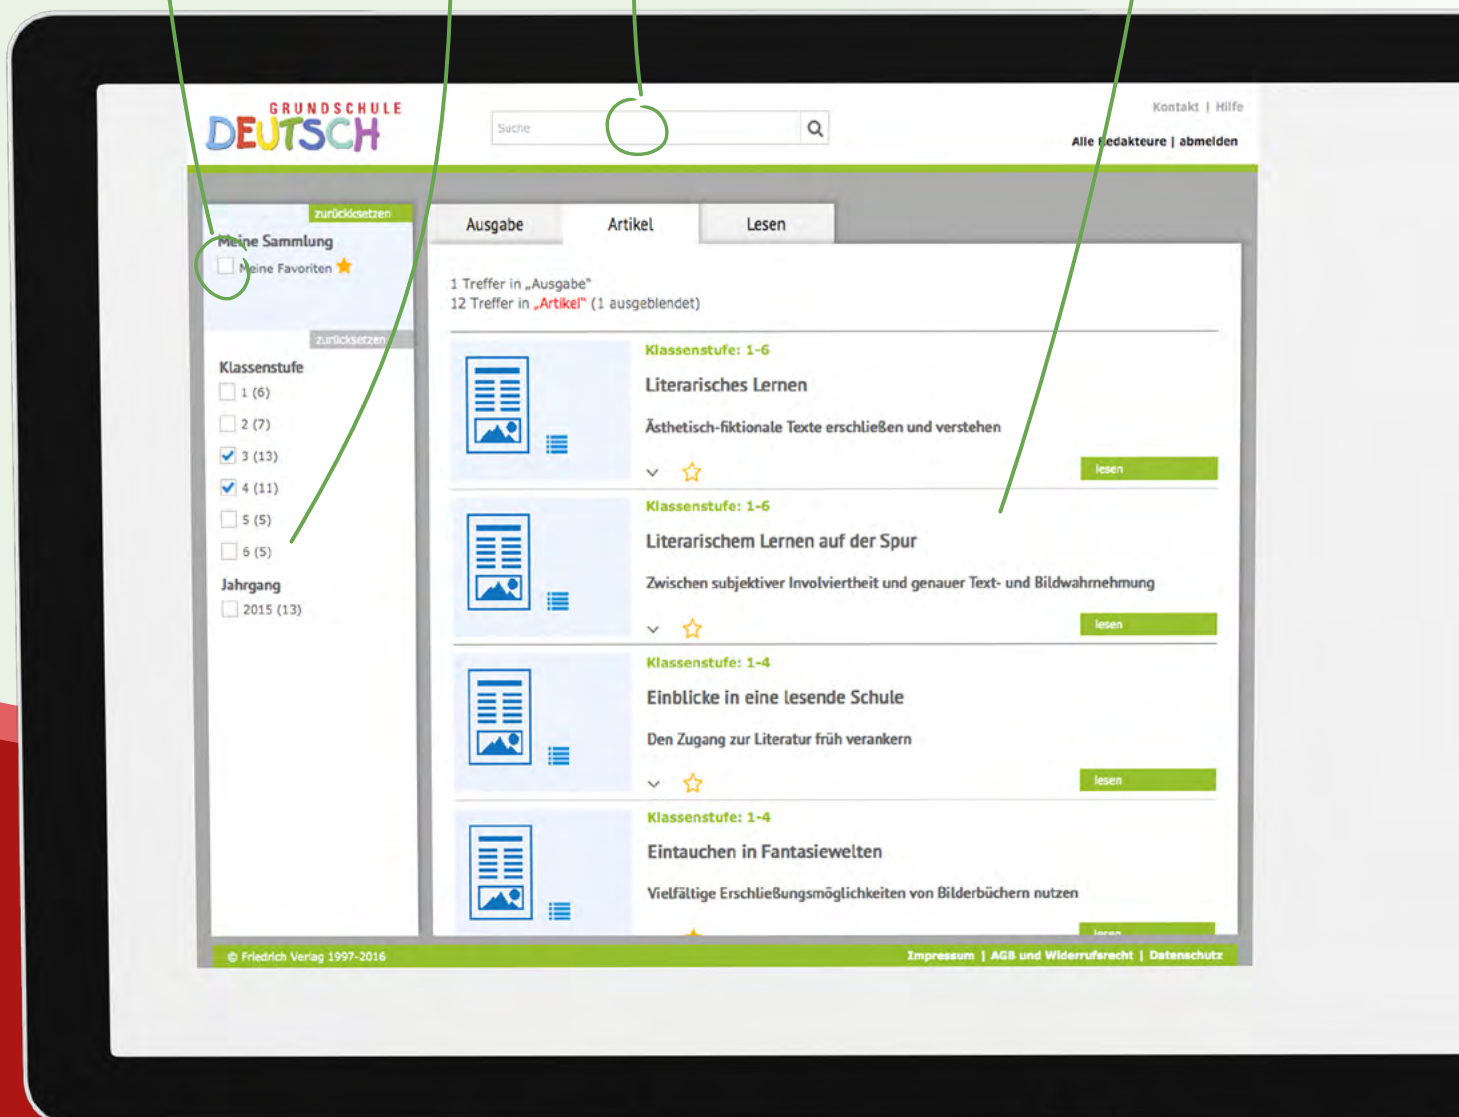 GRUNDSCHULE
DEUTSCH
Suche
Kontakt | Hilfe
Alle Redakteure | abmelden
zurückksetzen
Meine Sammlung
Meine Favoriten
zurücksetzen
Klassenstufe
1 (6)
2 (7)
3 (13)
4 (11)
5 (5)
6 (5)
Jahrgang
2015 (13)
Ausgabe
Artikel
Lesen
1 Treffer in „Ausgabe"
12 Treffer in „Artikel" (1 ausgeblendet)
Klassenstufe: 1-6
Literarisches Lernen
Ästhetisch-fiktionale Texte erschließen und verstehen
lesen
Klassenstufe: 1-6
Literarischem Lernen auf der Spur
Zwischen subjektiver Involviertheit und genauer Text- und Bildwahrnehmung
lesen
Klassenstufe: 1-4
Einblicke in eine lesende Schule
Den Zugang zur Literatur früh verankern
lesen
Klassenstufe: 1-4
Eintauchen in Fantasiewelten
Vielfältige Erschließungsmöglichkeiten von Bilderbüchern nutzen
lesen
© Friedrich Verlag 1997-2016
Impressum | AGB und Widerrufsrecht | Datenschutz